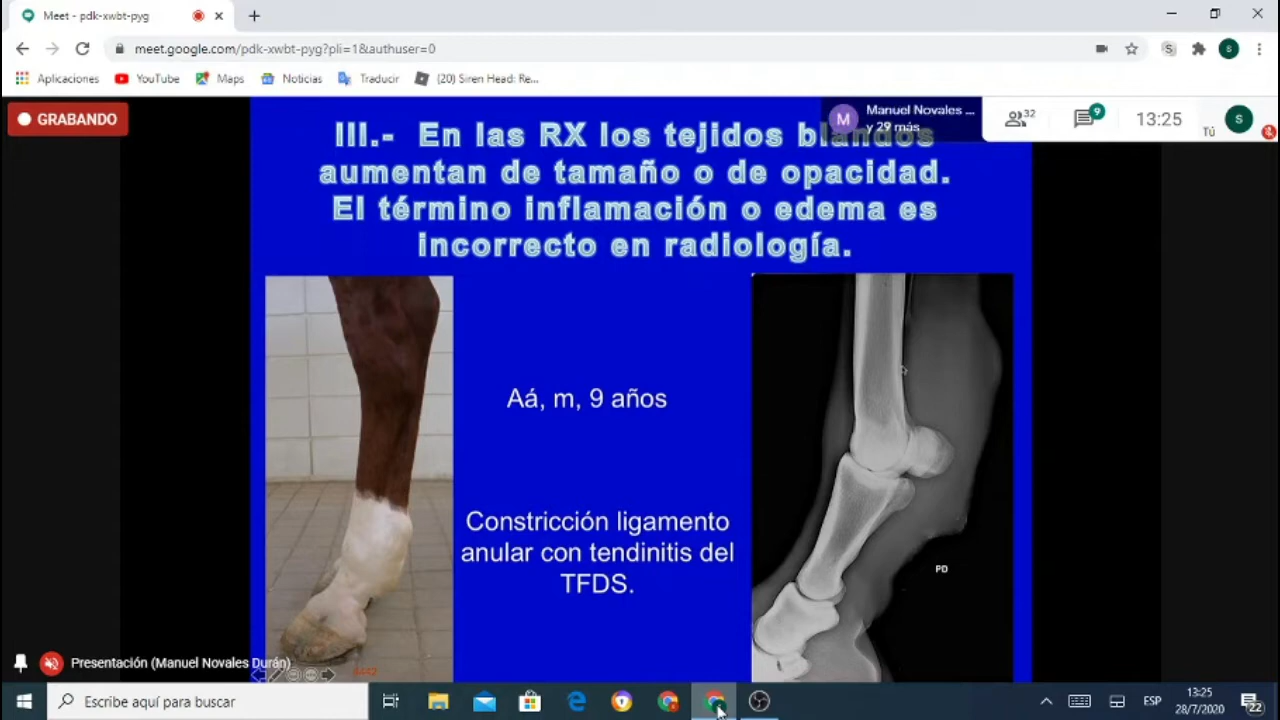 Meet - pdk-xwbt-pyg
meet.google.com/pdk-xwbt-pyg?pli=1&authuser=0
Aplicaciones
YouTube
Maps
Noticias
Traducir
(20) Siren Head: Re...
GRABANDO
M
Manuel Novales ...
y 29 más
32
9
13:25
Tú
S
III.- En las RX los tejidos blandos
aumentan de tamaño o de opacidad.
El término inflamación o edema es
incorrecto en radiología.
Aá, m, 9 años
Constricción ligamento
anular con tendinitis del
TFDS.
PD
Presentación (Manuel Novales Durán)
Escribe aquí para buscar
ESP
13:25
28/7/2020
22